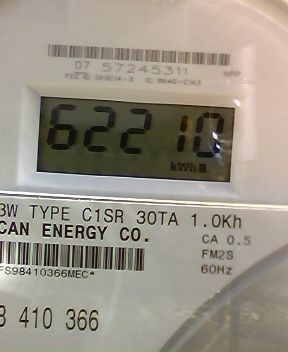 07 57245311
62210
kWh
3W TYPE C1SR 30TA 1.0Kh
CAN ENERGY CO.
CA 0.5
FM2S
60Hz
FS98410366MEC*
410 366